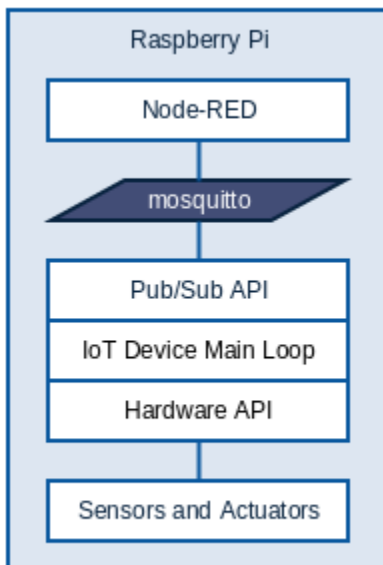 Raspberry Pi
Node-RED
mosquitto
Pub/Sub API
IoT Device Main Loop
Hardware API
Sensors and Actuators